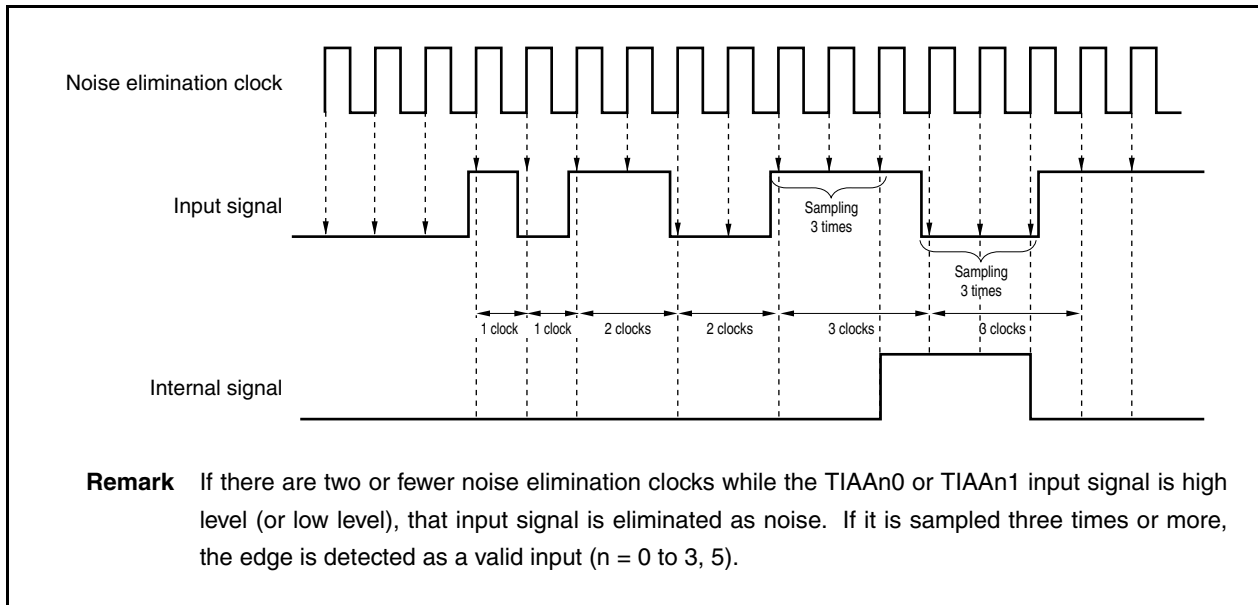 Noise elimination clock
Input signal
Sampling
3 times
Sampling
3 times
1 clock
1 clock
2 clocks
2 clocks
3 clocks
3 clocks
Internal signal
Remark If there are two or fewer noise elimination clocks while the TIAAn0 or TIAAn1 input signal is high
level (or low level), that input signal is eliminated as noise. If it is sampled three times or more,
the edge is detected as a valid input (n = 0 to 3, 5).